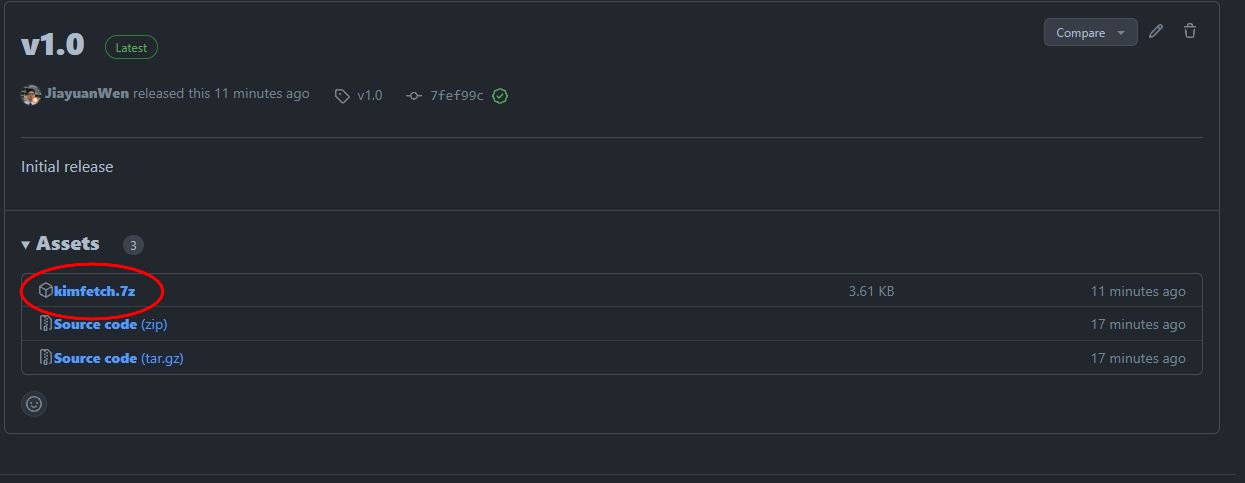 v1.0 Latest Compare
JiayuanWen released this 11 minutes ago v1.0 7fef99c
Initial release
Assets 3
kimfetch.7z 3.61 KB 11 minutes ago
Source code (zip) 17 minutes ago
Source code (tar.gz) 17 minutes ago